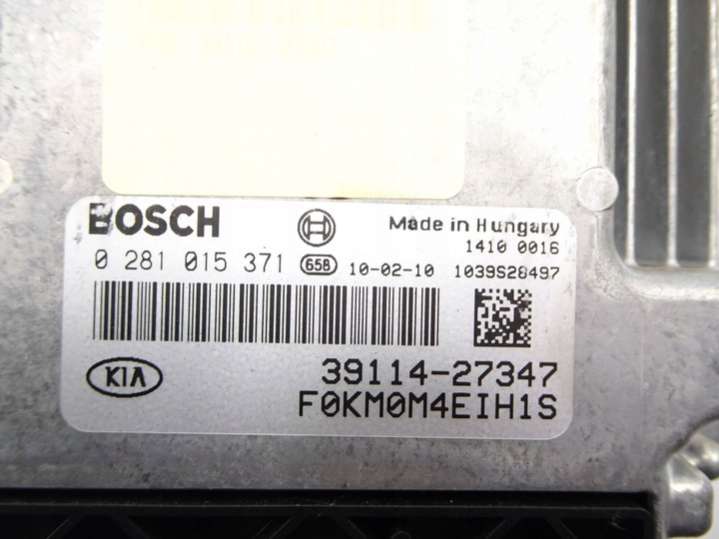 BOSCH
Made in Hungary
1410 0016
0 281 015 371 658 10-02-10 1039S28497
KIA
39114-27347
F0KM0M4EIH1S